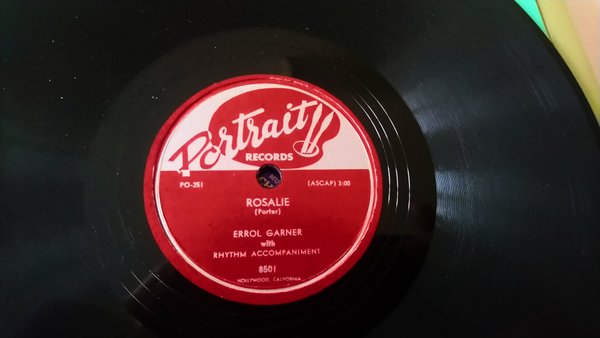 Portrait
RECORDS
PO-251 (ASCAP) 3:00
ROSALIE
(Porter)
ERROL GARNER
with
RHYTHM ACCOMPANIMENT
8501
HOLLYWOOD, CALIFORNIA